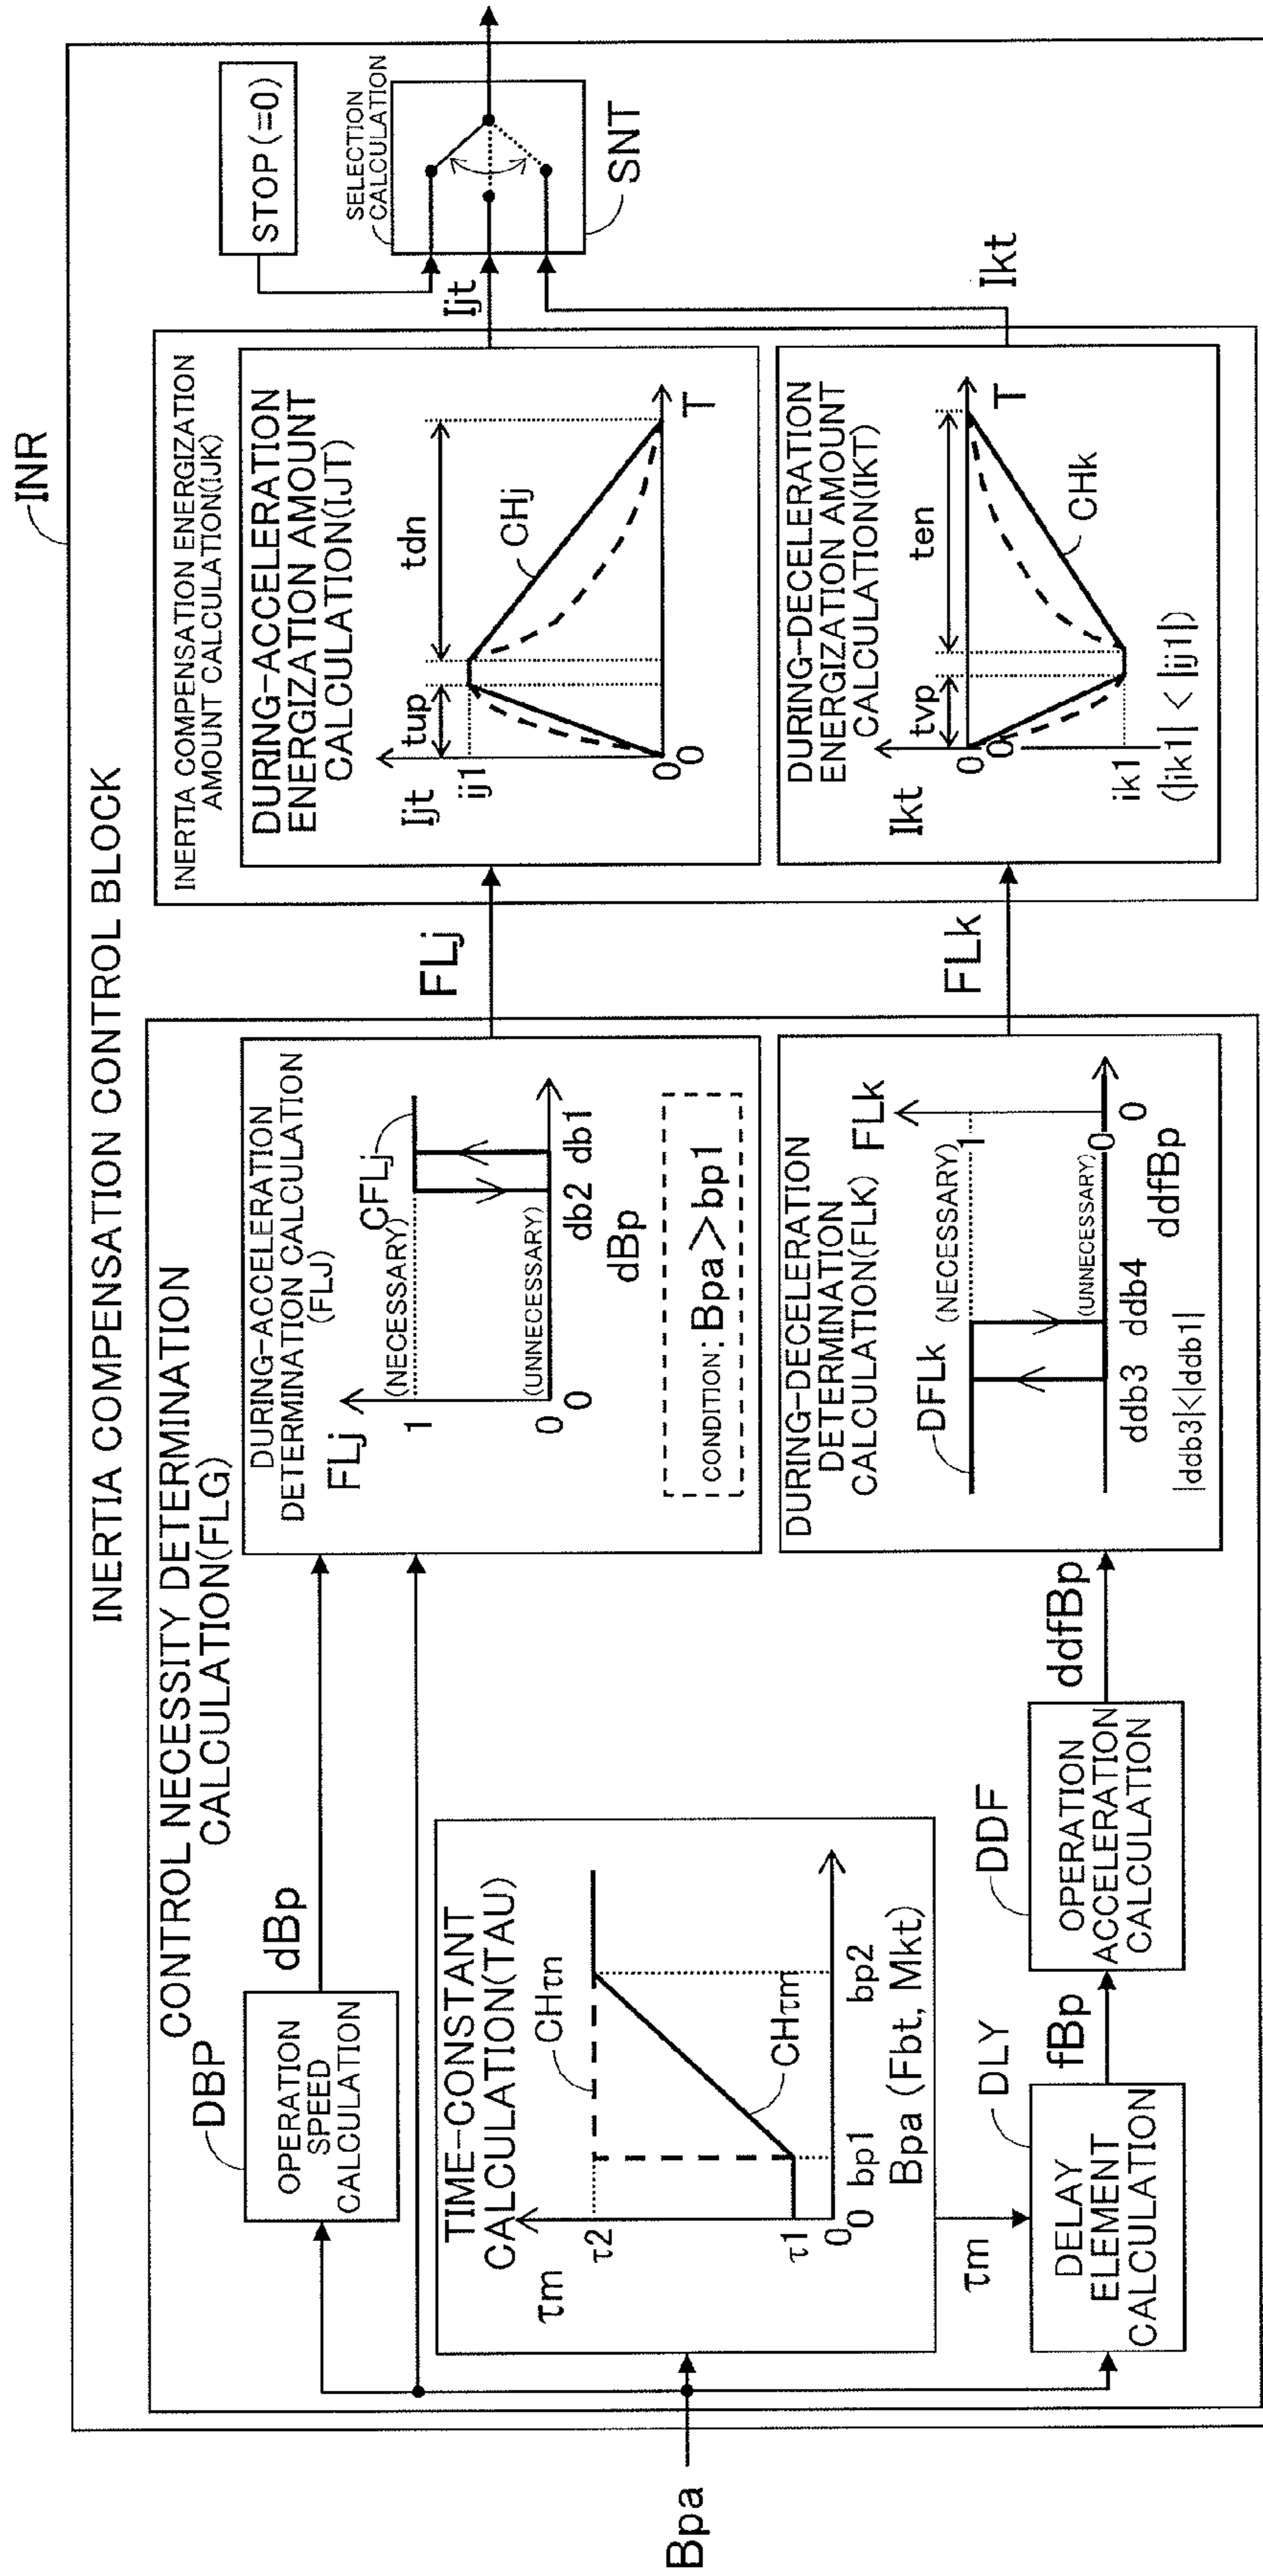 INR
INERTIA COMPENSATION CONTROL BLOCK
CONTROL NECESSITY DETERMINATION
CALCULATION(FLG)
Bpa
DBP
OPERATION
SPEED
CALCULATION
dBp
TIME-CONSTANT
CALCULATION(TAU)
τm
τ2
τ1
0
0
bp1
bp2
Bpa (Fbt, Mkt)
CHτn
CHτm
τm
DLY
DELAY
ELEMENT
CALCULATION
fBp
DDF
OPERATION
ACCELERATION
CALCULATION
ddfBp
DURING-ACCELERATION
DETERMINATION CALCULATION
(FLJ)
FLj
1
(NECESSARY)
CFLj
0
(UNNECESSARY)
0
db2
db1
dBp
CONDITION: Bpa>bp1
DURING-DECELERATION
DETERMINATION
CALCULATION(FLK)
FLk
DFLk
(NECESSARY)
1
(UNNECESSARY)
0
0
ddb3
ddb4
ddfBp
|ddb3|<|ddb1|
FLj
FLk
INERTIA COMPENSATION ENERGIZATION
AMOUNT CALCULATION(IJK)
DURING-ACCELERATION
ENERGIZATION AMOUNT
CALCULATION(IJT)
Ijt
ij1
tup
tdn
CHj
0
0
T
DURING-DECELERATION
ENERGIZATION AMOUNT
CALCULATION(IKT)
Ikt
tvp
ten
0
0
T
ik1
CHk
(|ik1| < |ij1|)
Ijt
Ikt
STOP(=0)
SELECTION
CALCULATION
SNT